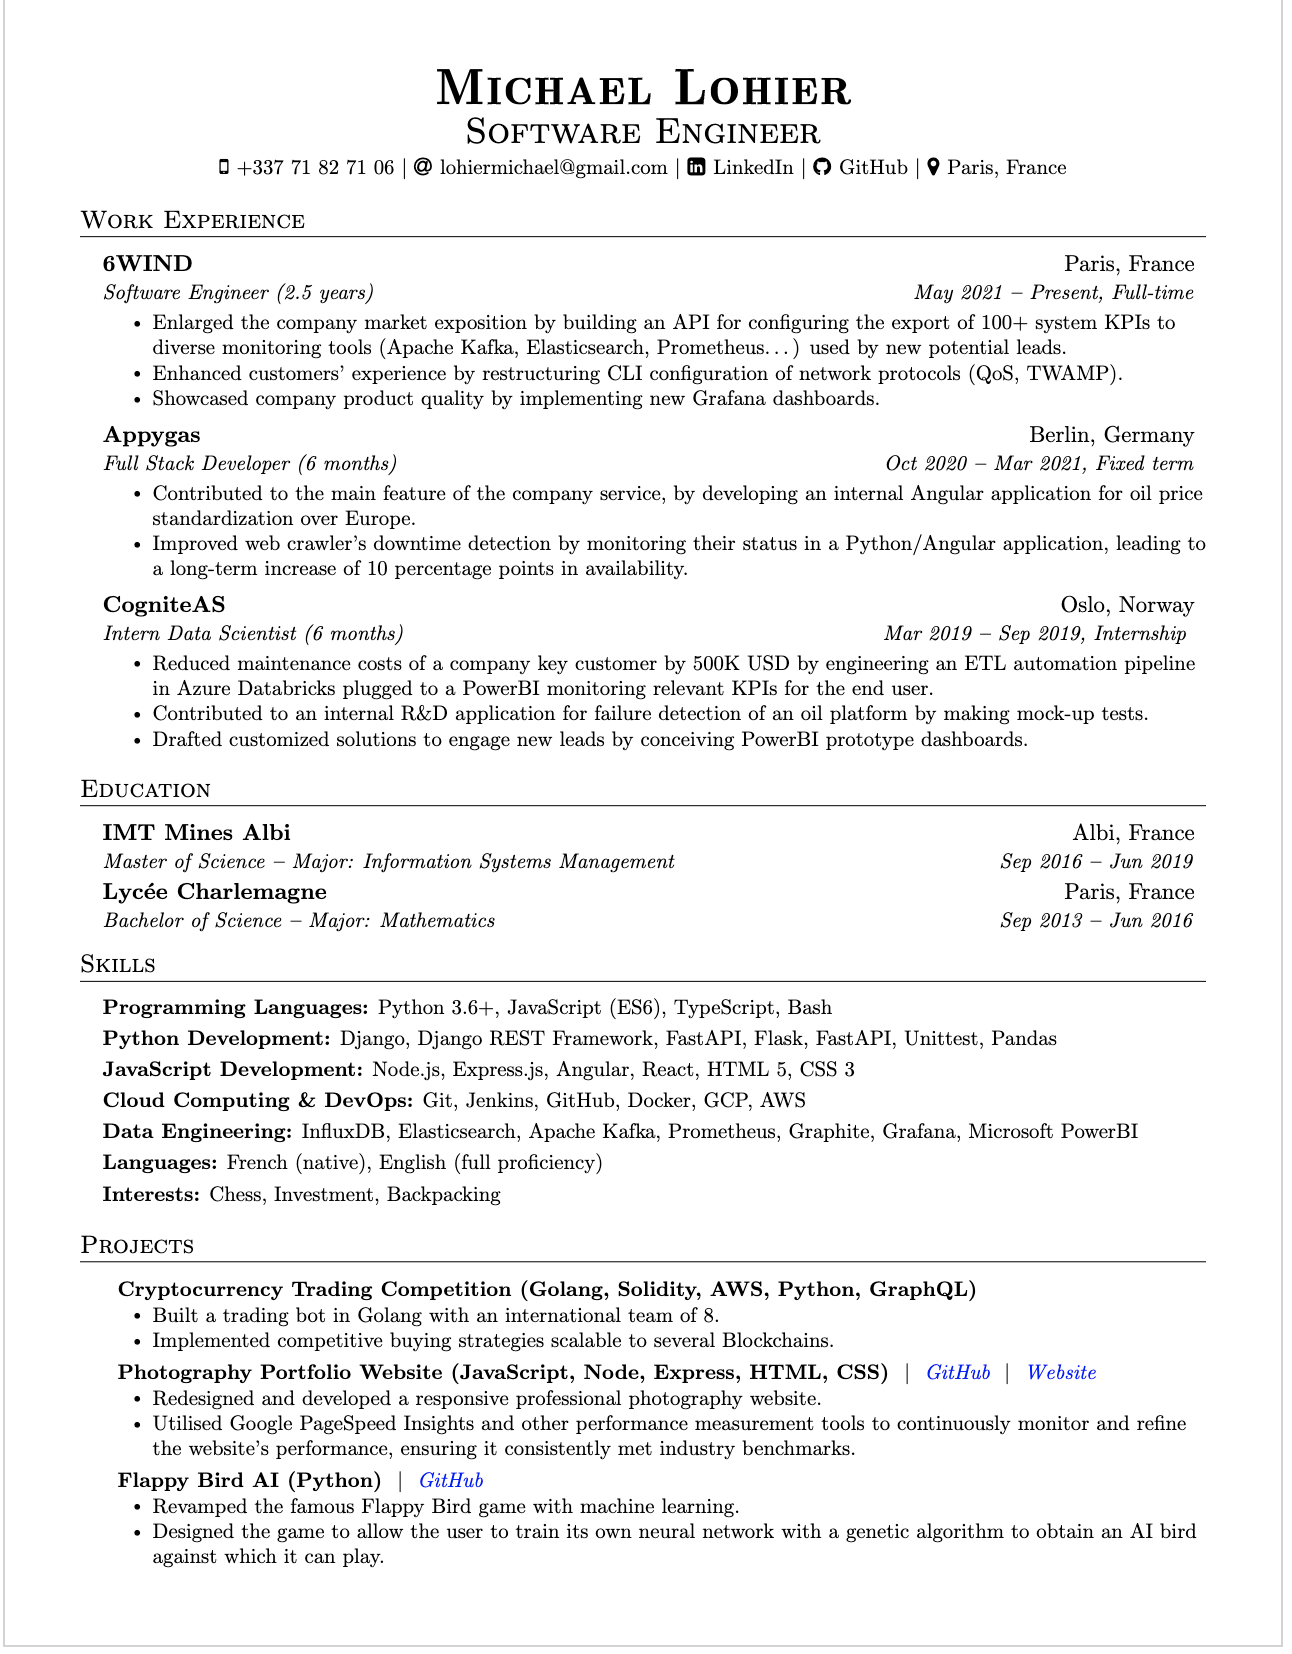 Michael Lohier
Software Engineer
+337 71 82 71 06 | @ lohiermichael@gmail.com | LinkedIn | GitHub | Paris, France
Work Experience
6WIND Paris, France
Software Engineer (2.5 years) May 2021 – Present, Full-time
• Enlarged the company market exposition by building an API for configuring the export of 100+ system KPIs to
diverse monitoring tools (Apache Kafka, Elasticsearch, Prometheus...) used by new potential leads.
• Enhanced customers' experience by restructuring CLI configuration of network protocols (QoS, TWAMP).
• Showcased company product quality by implementing new Grafana dashboards.
Appygas Berlin, Germany
Full Stack Developer (6 months) Oct 2020 – Mar 2021, Fixed term
• Contributed to the main feature of the company service, by developing an internal Angular application for oil price
standardization over Europe.
• Improved web crawler's downtime detection by monitoring their status in a Python/Angular application, leading to
a long-term increase of 10 percentage points in availability.
CogniteAS Oslo, Norway
Intern Data Scientist (6 months) Mar 2019 – Sep 2019, Internship
• Reduced maintenance costs of a company key customer by 500K USD by engineering an ETL automation pipeline
in Azure Databricks plugged to a PowerBI monitoring relevant KPIs for the end user.
• Contributed to an internal R&D application for failure detection of an oil platform by making mock-up tests.
• Drafted customized solutions to engage new leads by conceiving PowerBI prototype dashboards.
Education
IMT Mines Albi Albi, France
Master of Science – Major: Information Systems Management Sep 2016 – Jun 2019
Lycée Charlemagne Paris, France
Bachelor of Science – Major: Mathematics Sep 2013 – Jun 2016
Skills
Programming Languages: Python 3.6+, JavaScript (ES6), TypeScript, Bash
Python Development: Django, Django REST Framework, FastAPI, Flask, FastAPI, Unittest, Pandas
JavaScript Development: Node.js, Express.js, Angular, React, HTML 5, CSS 3
Cloud Computing & DevOps: Git, Jenkins, GitHub, Docker, GCP, AWS
Data Engineering: InfluxDB, Elasticsearch, Apache Kafka, Prometheus, Graphite, Grafana, Microsoft PowerBI
Languages: French (native), English (full proficiency)
Interests: Chess, Investment, Backpacking
Projects
Cryptocurrency Trading Competition (Golang, Solidity, AWS, Python, GraphQL)
• Built a trading bot in Golang with an international team of 8.
• Implemented competitive buying strategies scalable to several Blockchains.
Photography Portfolio Website (JavaScript, Node, Express, HTML, CSS) | GitHub | Website
• Redesigned and developed a responsive professional photography website.
• Utilised Google PageSpeed Insights and other performance measurement tools to continuously monitor and refine
the website's performance, ensuring it consistently met industry benchmarks.
Flappy Bird AI (Python) | GitHub
• Revamped the famous Flappy Bird game with machine learning.
• Designed the game to allow the user to train its own neural network with a genetic algorithm to obtain an AI bird
against which it can play.